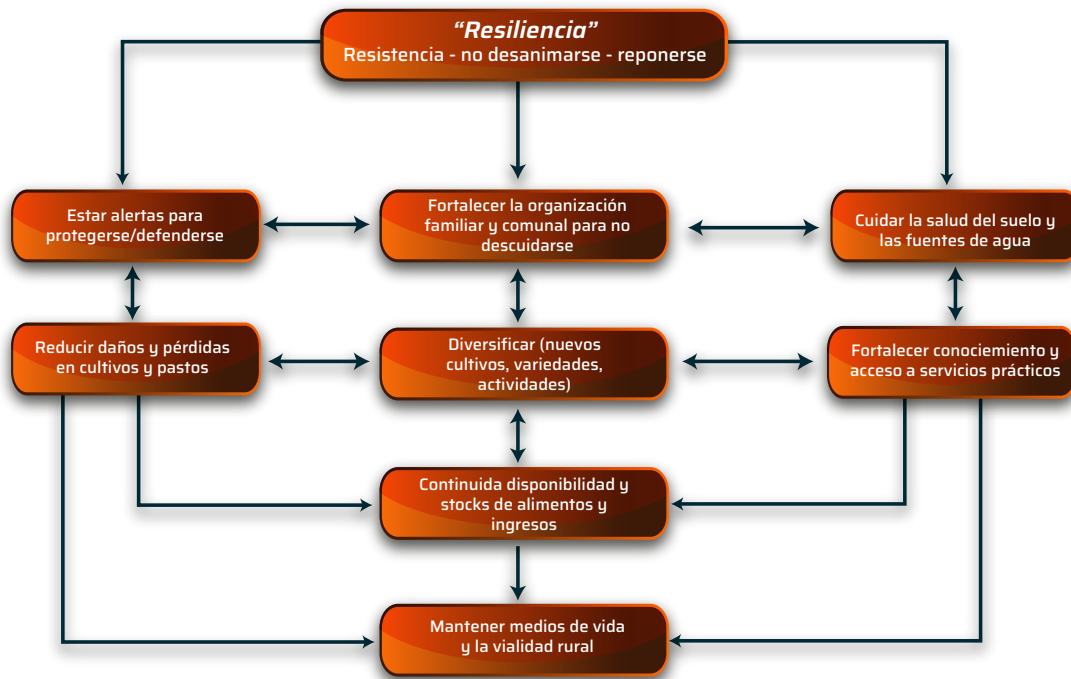 “Resiliencia”
Resistencia - no desanimarse - reponerse
Estar alertas para
protegerse/defenderse
Fortalecer la organización
familiar y comunal para no
descuidarse
Cuidar la salud del suelo y
las fuentes de agua
Reducir daños y pérdidas
en cultivos y pastos
Diversificar (nuevos
cultivos, variedades,
actividades)
Fortalecer conociemiento y
acceso a servicios prácticos
Continuida disponibilidad y
stocks de alimentos y
ingresos
Mantener medios de vida
y la vialidad rural